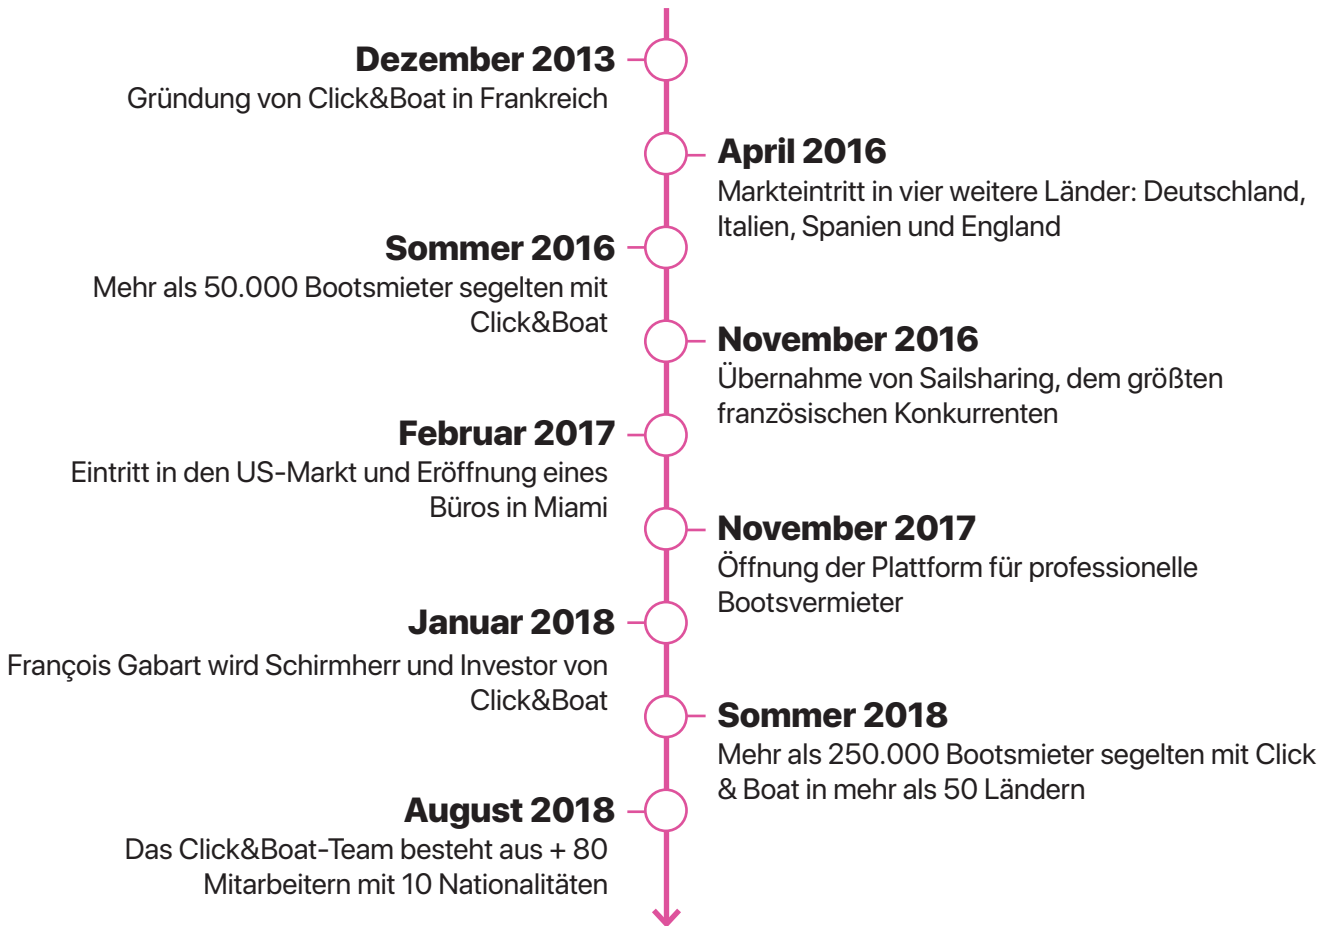 Dezember 2013
Gründung von Click&Boat in Frankreich
April 2016
Markteintritt in vier weitere Länder: Deutschland,
Italien, Spanien und England
Sommer 2016
Mehr als 50.000 Bootsmieter segelten mit
Click&Boat
November 2016
Übernahme von Sailsharing, dem größten
französischen Konkurrenten
Februar 2017
Eintritt in den US-Markt und Eröffnung eines
Büros in Miami
November 2017
Öffnung der Plattform für professionelle
Bootsvermieter
Januar 2018
François Gabart wird Schirmherr und Investor von
Click&Boat
Sommer 2018
Mehr als 250.000 Bootsmieter segelten mit Click
& Boat in mehr als 50 Ländern
August 2018
Das Click&Boat-Team besteht aus + 80
Mitarbeitern mit 10 Nationalitäten